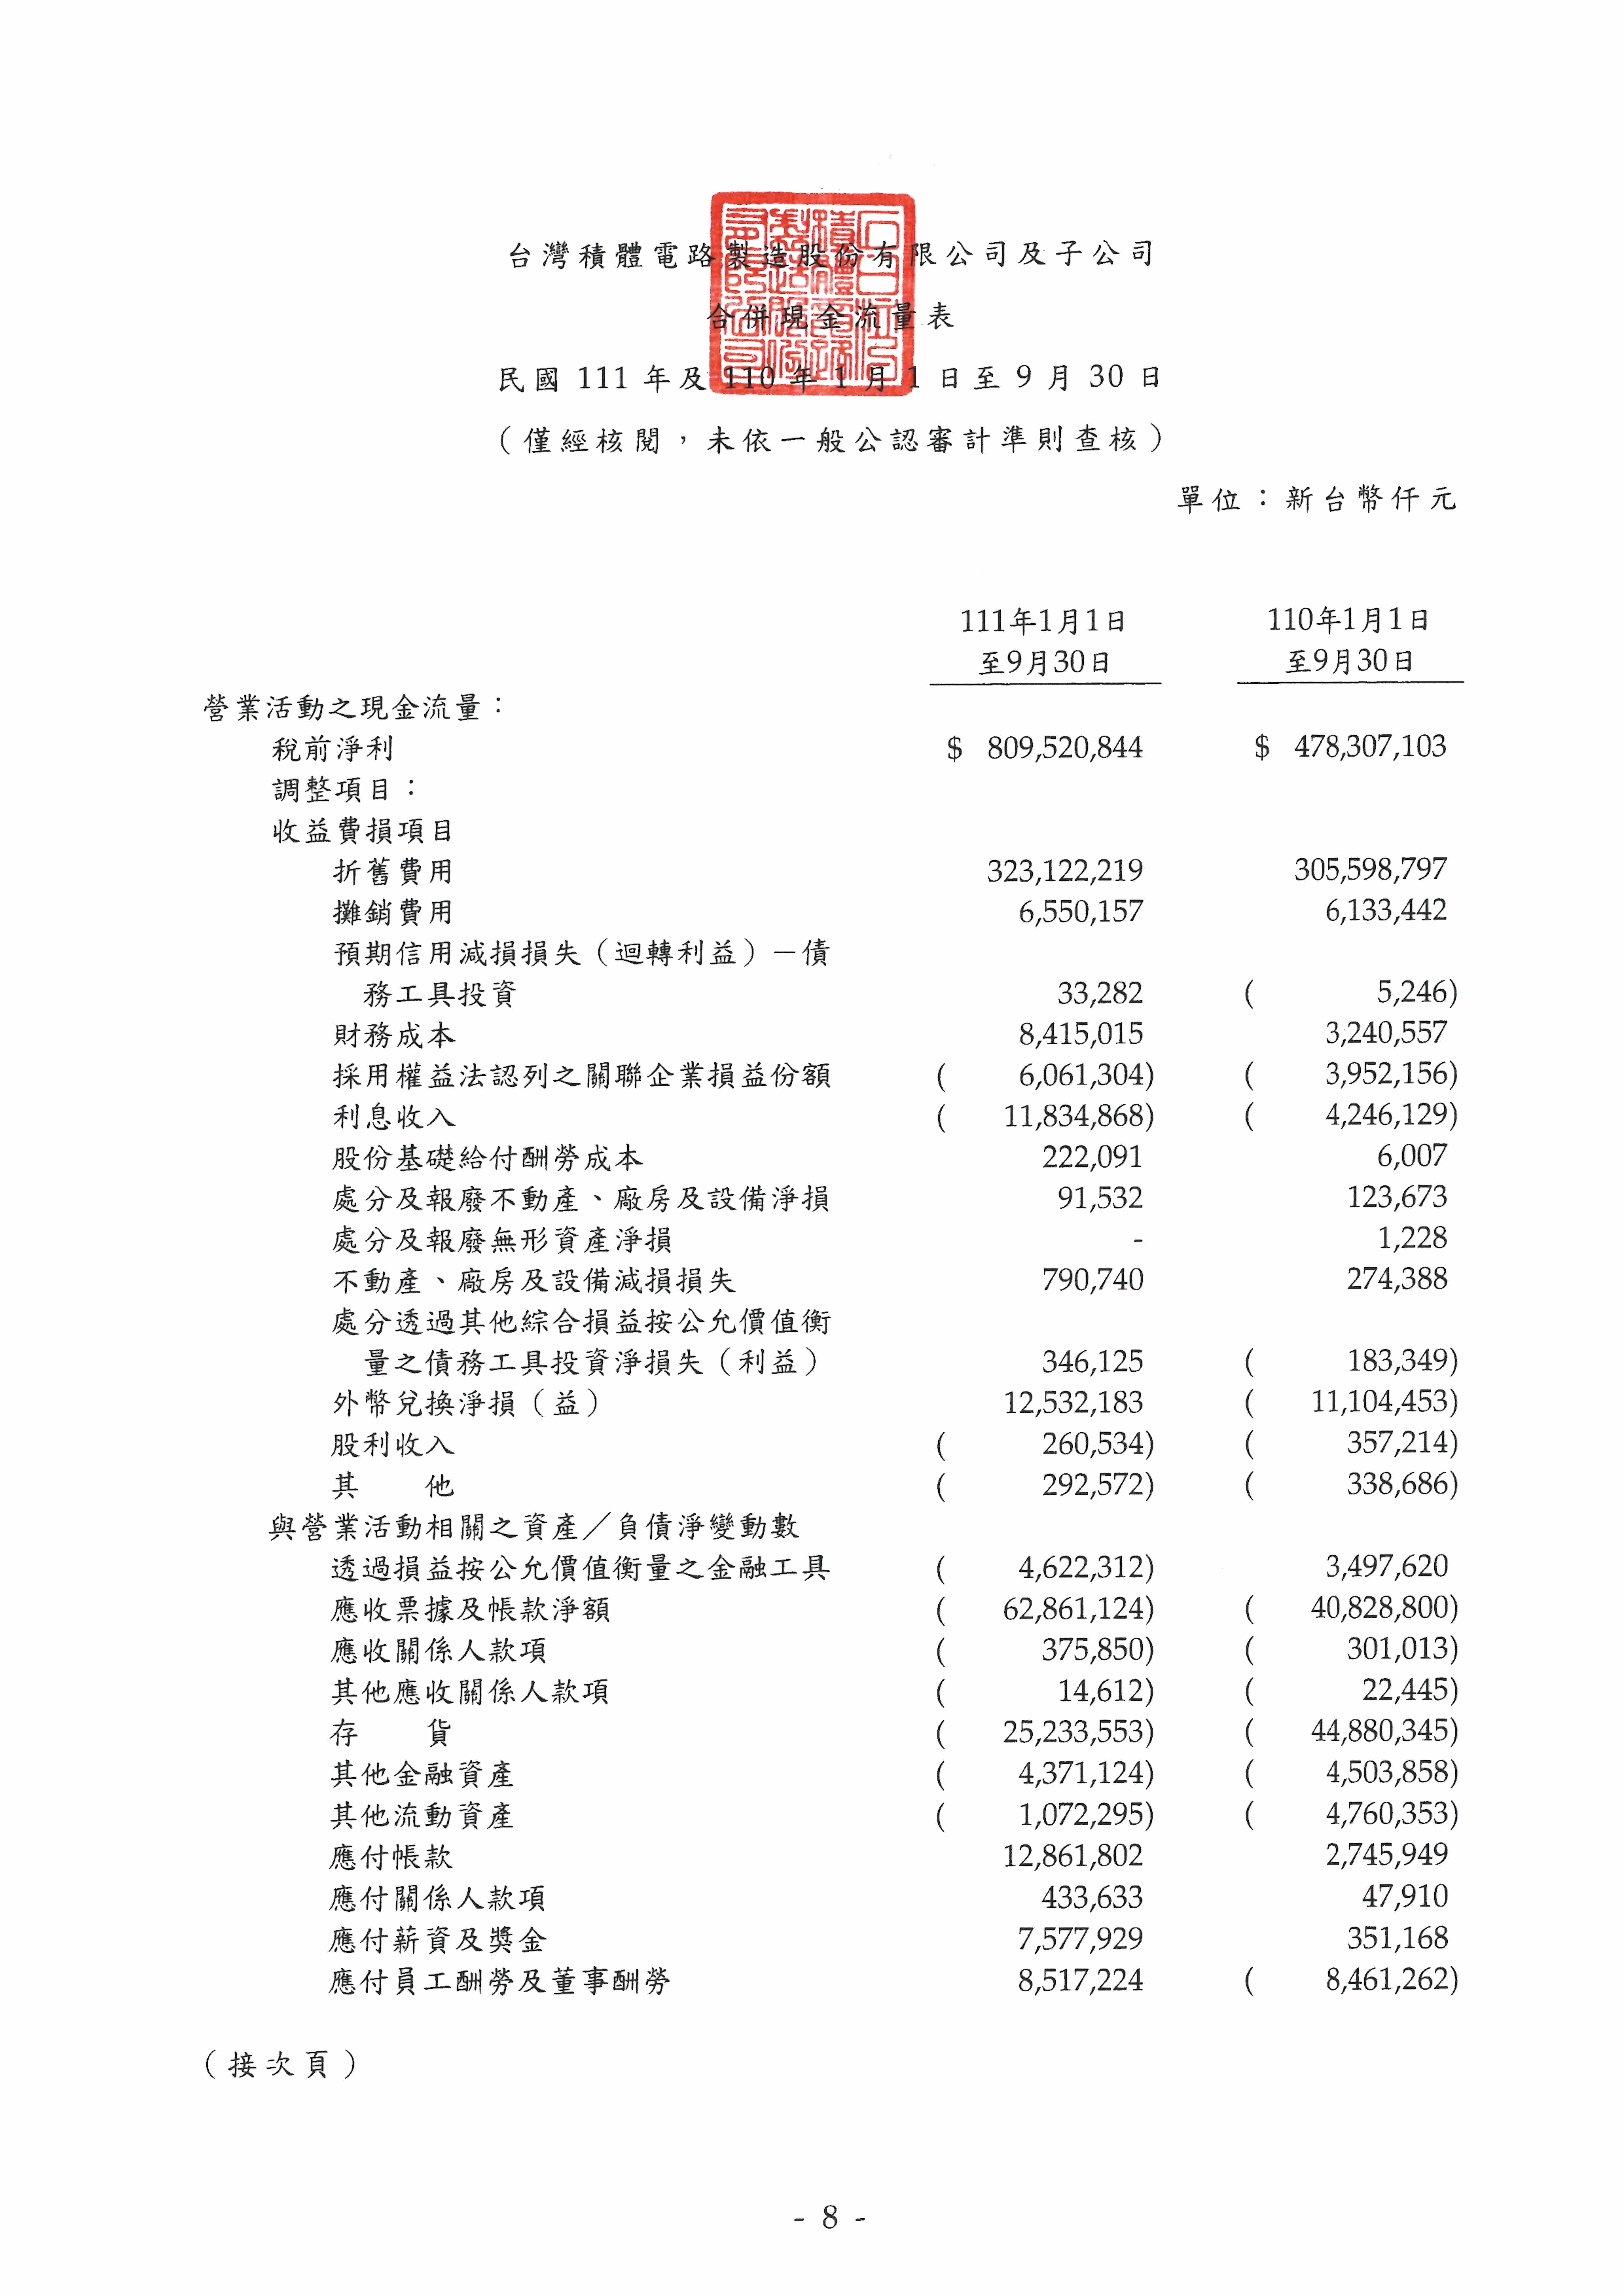 台灣積體電路製造股份有限公司及子公司
合併現金流量表
民國 111 年及 110 年 1 月 1 日至 9 月 30 日
（僅經核閱，未依一般公認審計準則查核）
單位：新台幣仟元
111年1月1日 110年1月1日
至9月30日 至9月30日
營業活動之現金流量：
稅前淨利 $ 809,520,844 $ 478,307,103
調整項目：
收益費損項目
折舊費用 323,122,219 305,598,797
攤銷費用 6,550,157 6,133,442
預期信用減損損失（迴轉利益）－債
務工具投資 33,282 ( 5,246)
財務成本 8,415,015 3,240,557
採用權益法認列之關聯企業損益份額 ( 6,061,304) ( 3,952,156)
利息收入 ( 11,834,868) ( 4,246,129)
股份基礎給付酬勞成本 222,091 6,007
處分及報廢不動產、廠房及設備淨損 91,532 123,673
處分及報廢無形資產淨損 - 1,228
不動產、廠房及設備減損損失 790,740 274,388
處分透過其他綜合損益按公允價值衡
量之債務工具投資淨損失（利益） 346,125 ( 183,349)
外幣兌換淨損（益） 12,532,183 ( 11,104,453)
股利收入 ( 260,534) ( 357,214)
其　　他 ( 292,572) ( 338,686)
與營業活動相關之資產／負債淨變動數
透過損益按公允價值衡量之金融工具 ( 4,622,312) 3,497,620
應收票據及帳款淨額 ( 62,861,124) ( 40,828,800)
應收關係人款項 ( 375,850) ( 301,013)
其他應收關係人款項 ( 14,612) ( 22,445)
存　　貨 ( 25,233,553) ( 44,880,345)
其他金融資產 ( 4,371,124) ( 4,503,858)
其他流動資產 ( 1,072,295) ( 4,760,353)
應付帳款 12,861,802 2,745,949
應付關係人款項 433,633 47,910
應付薪資及獎金 7,577,929 351,168
應付員工酬勞及董事酬勞 8,517,224 ( 8,461,262)
（接次頁）
- 8 -